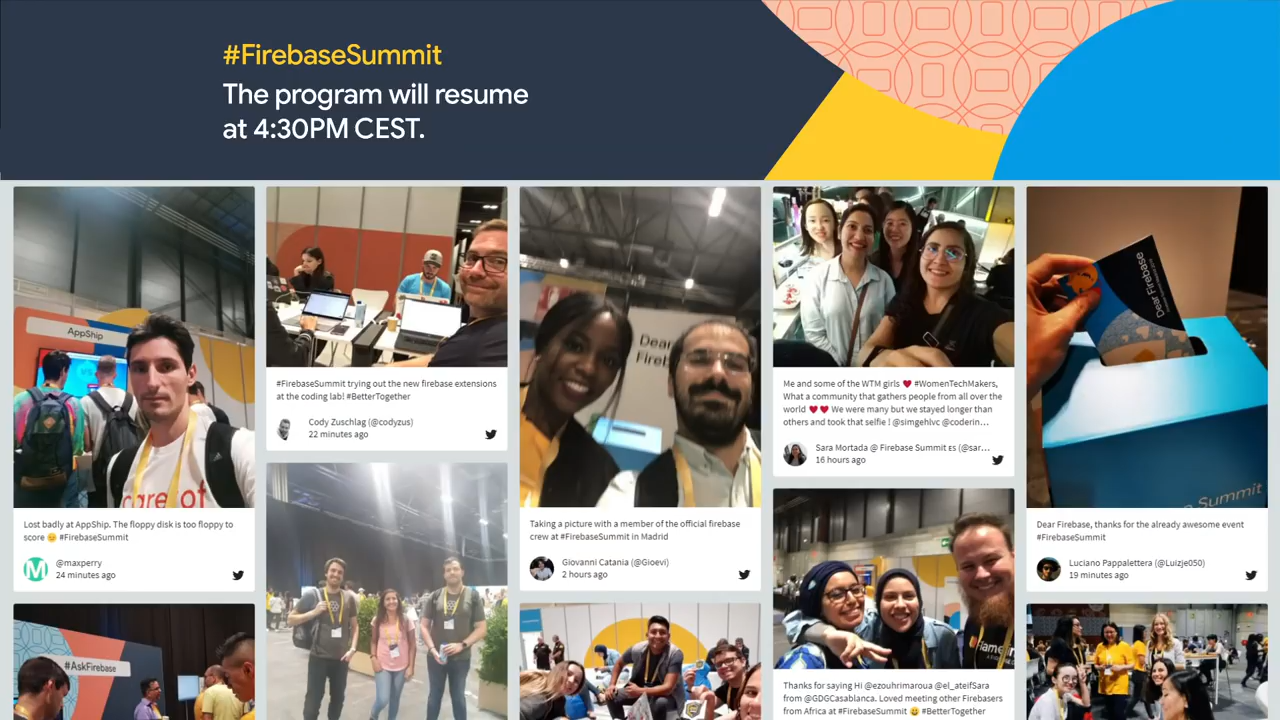 #FirebaseSummit
The program will resume
at 4:30PM CEST.
AppShip
Lost badly at AppShip. The floppy disk is too floppy to
score 😣 #FirebaseSummit
@maxperry
24 minutes ago
#AskFirebase
#FirebaseSummit trying out the new firebase extensions
at the coding lab! #BetterTogether
Cody Zuschlag (@codyzus)
22 minutes ago
Dear
Fireb
Taking a picture with a member of the official firebase
crew at #FirebaseSummit in Madrid
Giovanni Catania (@Gioevi)
2 hours ago
Me and some of the WTM girls ❤️ #WomenTechMakers,
What a community that gathers people from all over the
world ❤️❤️ We were many but we stayed longer than
others and took that selfie ! @simgehlvc @coderin...
Sara Mortada @ Firebase Summit ᴇs (@sar...
16 hours ago
Thanks for saying Hi @ezouhrimaroua @el_ateifSara
from @GDGCasablanca. Loved meeting other Firebasers
from Africa at #FirebaseSummit 😀 #BetterTogether
Dear Firebase
Summit
Dear Firebase, thanks for the already awesome event
#FirebaseSummit
Luciano Pappalettera (@Luizje050)
19 minutes ago